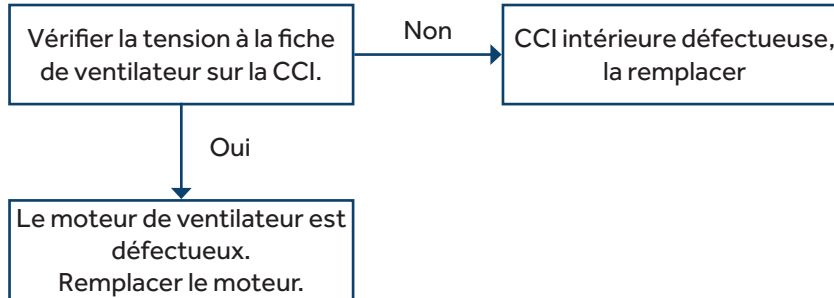 Vérifier la tension à la fiche
de ventilateur sur la CCI.
Non
CCI intérieure défectueuse,
la remplacer
Oui
Le moteur de ventilateur est
défectueux.
Remplacer le moteur.